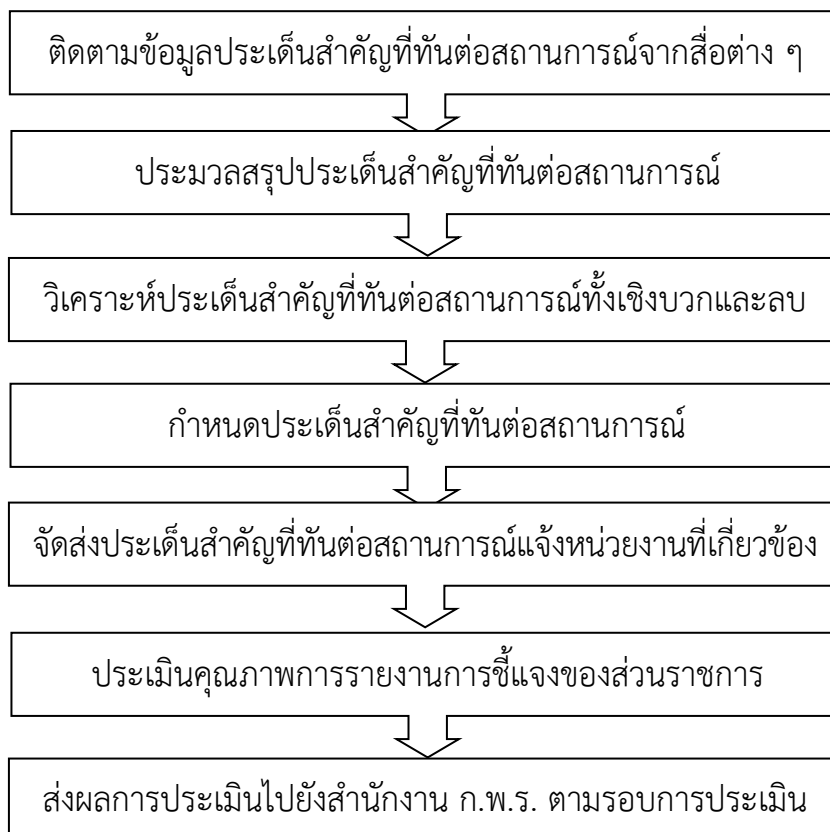 ติดตามข้อมูลประเด็นสำคัญที่ทันต่อสถานการณ์จากสื่อต่าง ๆ
ประมวลสรุปประเด็นสำคัญที่ทันต่อสถานการณ์
วิเคราะห์ประเด็นสำคัญที่ทันต่อสถานการณ์ทั้งเชิงบวกและลบ
กำหนดประเด็นสำคัญที่ทันต่อสถานการณ์
จัดส่งประเด็นสำคัญที่ทันต่อสถานการณ์แจ้งหน่วยงานที่เกี่ยวข้อง
ประเมินคุณภาพการรายงานการชี้แจงของส่วนราชการ
ส่งผลการประเมินไปยังสำนักงาน ก.พ.ร. ตามรอบการประเมิน